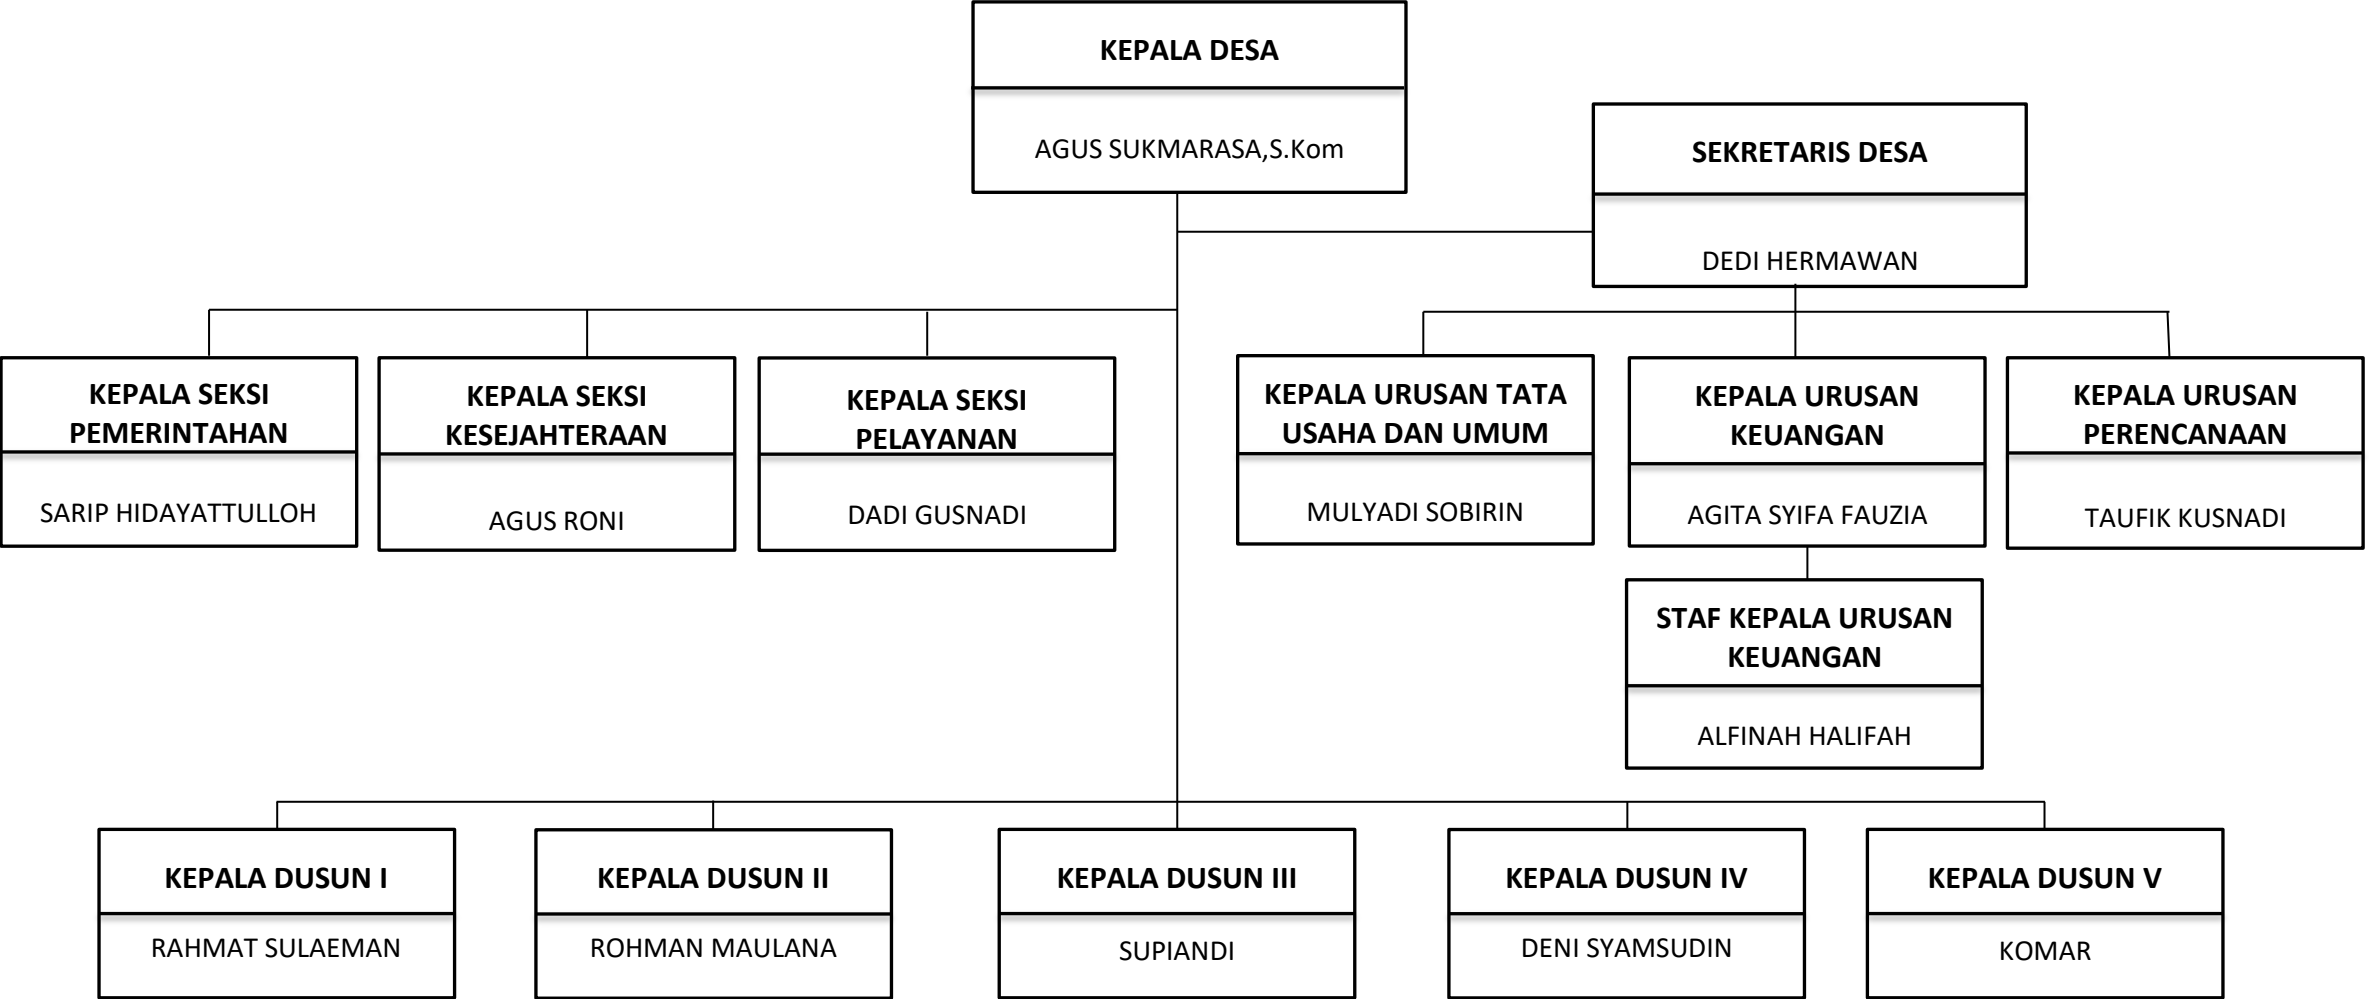 KEPALA DESA
AGUS SUKMARASA,S.Kom
SEKRETARIS DESA
DEDI HERMAWAN
KEPALA SEKSI
PEMERINTAHAN
SARIP HIDAYATTULLOH
KEPALA SEKSI
KESEJAHTERAAN
AGUS RONI
KEPALA SEKSI
PELAYANAN
DADI GUSNADI
KEPALA URUSAN TATA
USAHA DAN UMUM
MULYADI SOBIRIN
KEPALA URUSAN
KEUANGAN
AGITA SYIFA FAUZIA
KEPALA URUSAN
PERENCANAAN
TAUFIK KUSNADI
STAF KEPALA URUSAN
KEUANGAN
ALFINAH HALIFAH
KEPALA DUSUN I
RAHMAT SULAEMAN
KEPALA DUSUN II
ROHMAN MAULANA
KEPALA DUSUN III
SUPIANDI
KEPALA DUSUN IV
DENI SYAMSUDIN
KEPALA DUSUN V
KOMAR